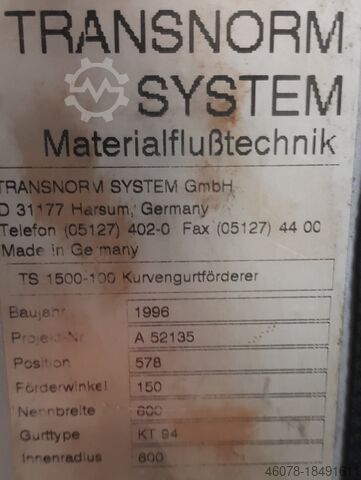 TRANSNORM
SYSTEM
Materialflußtechnik
TRANSNORM SYSTEM GmbH
D 31177 Harsum, Germany
Telefon (05127) 402-0 Fax (05127) 44 00
Made in Germany
TS 1500-100 Kurvengurtförderer
Baujahr 1996
Projekt-Nr A 52135
Position 578
Förderwinkel 150
Nennbreite 600
Gurttype KT 94
Innenradius 600